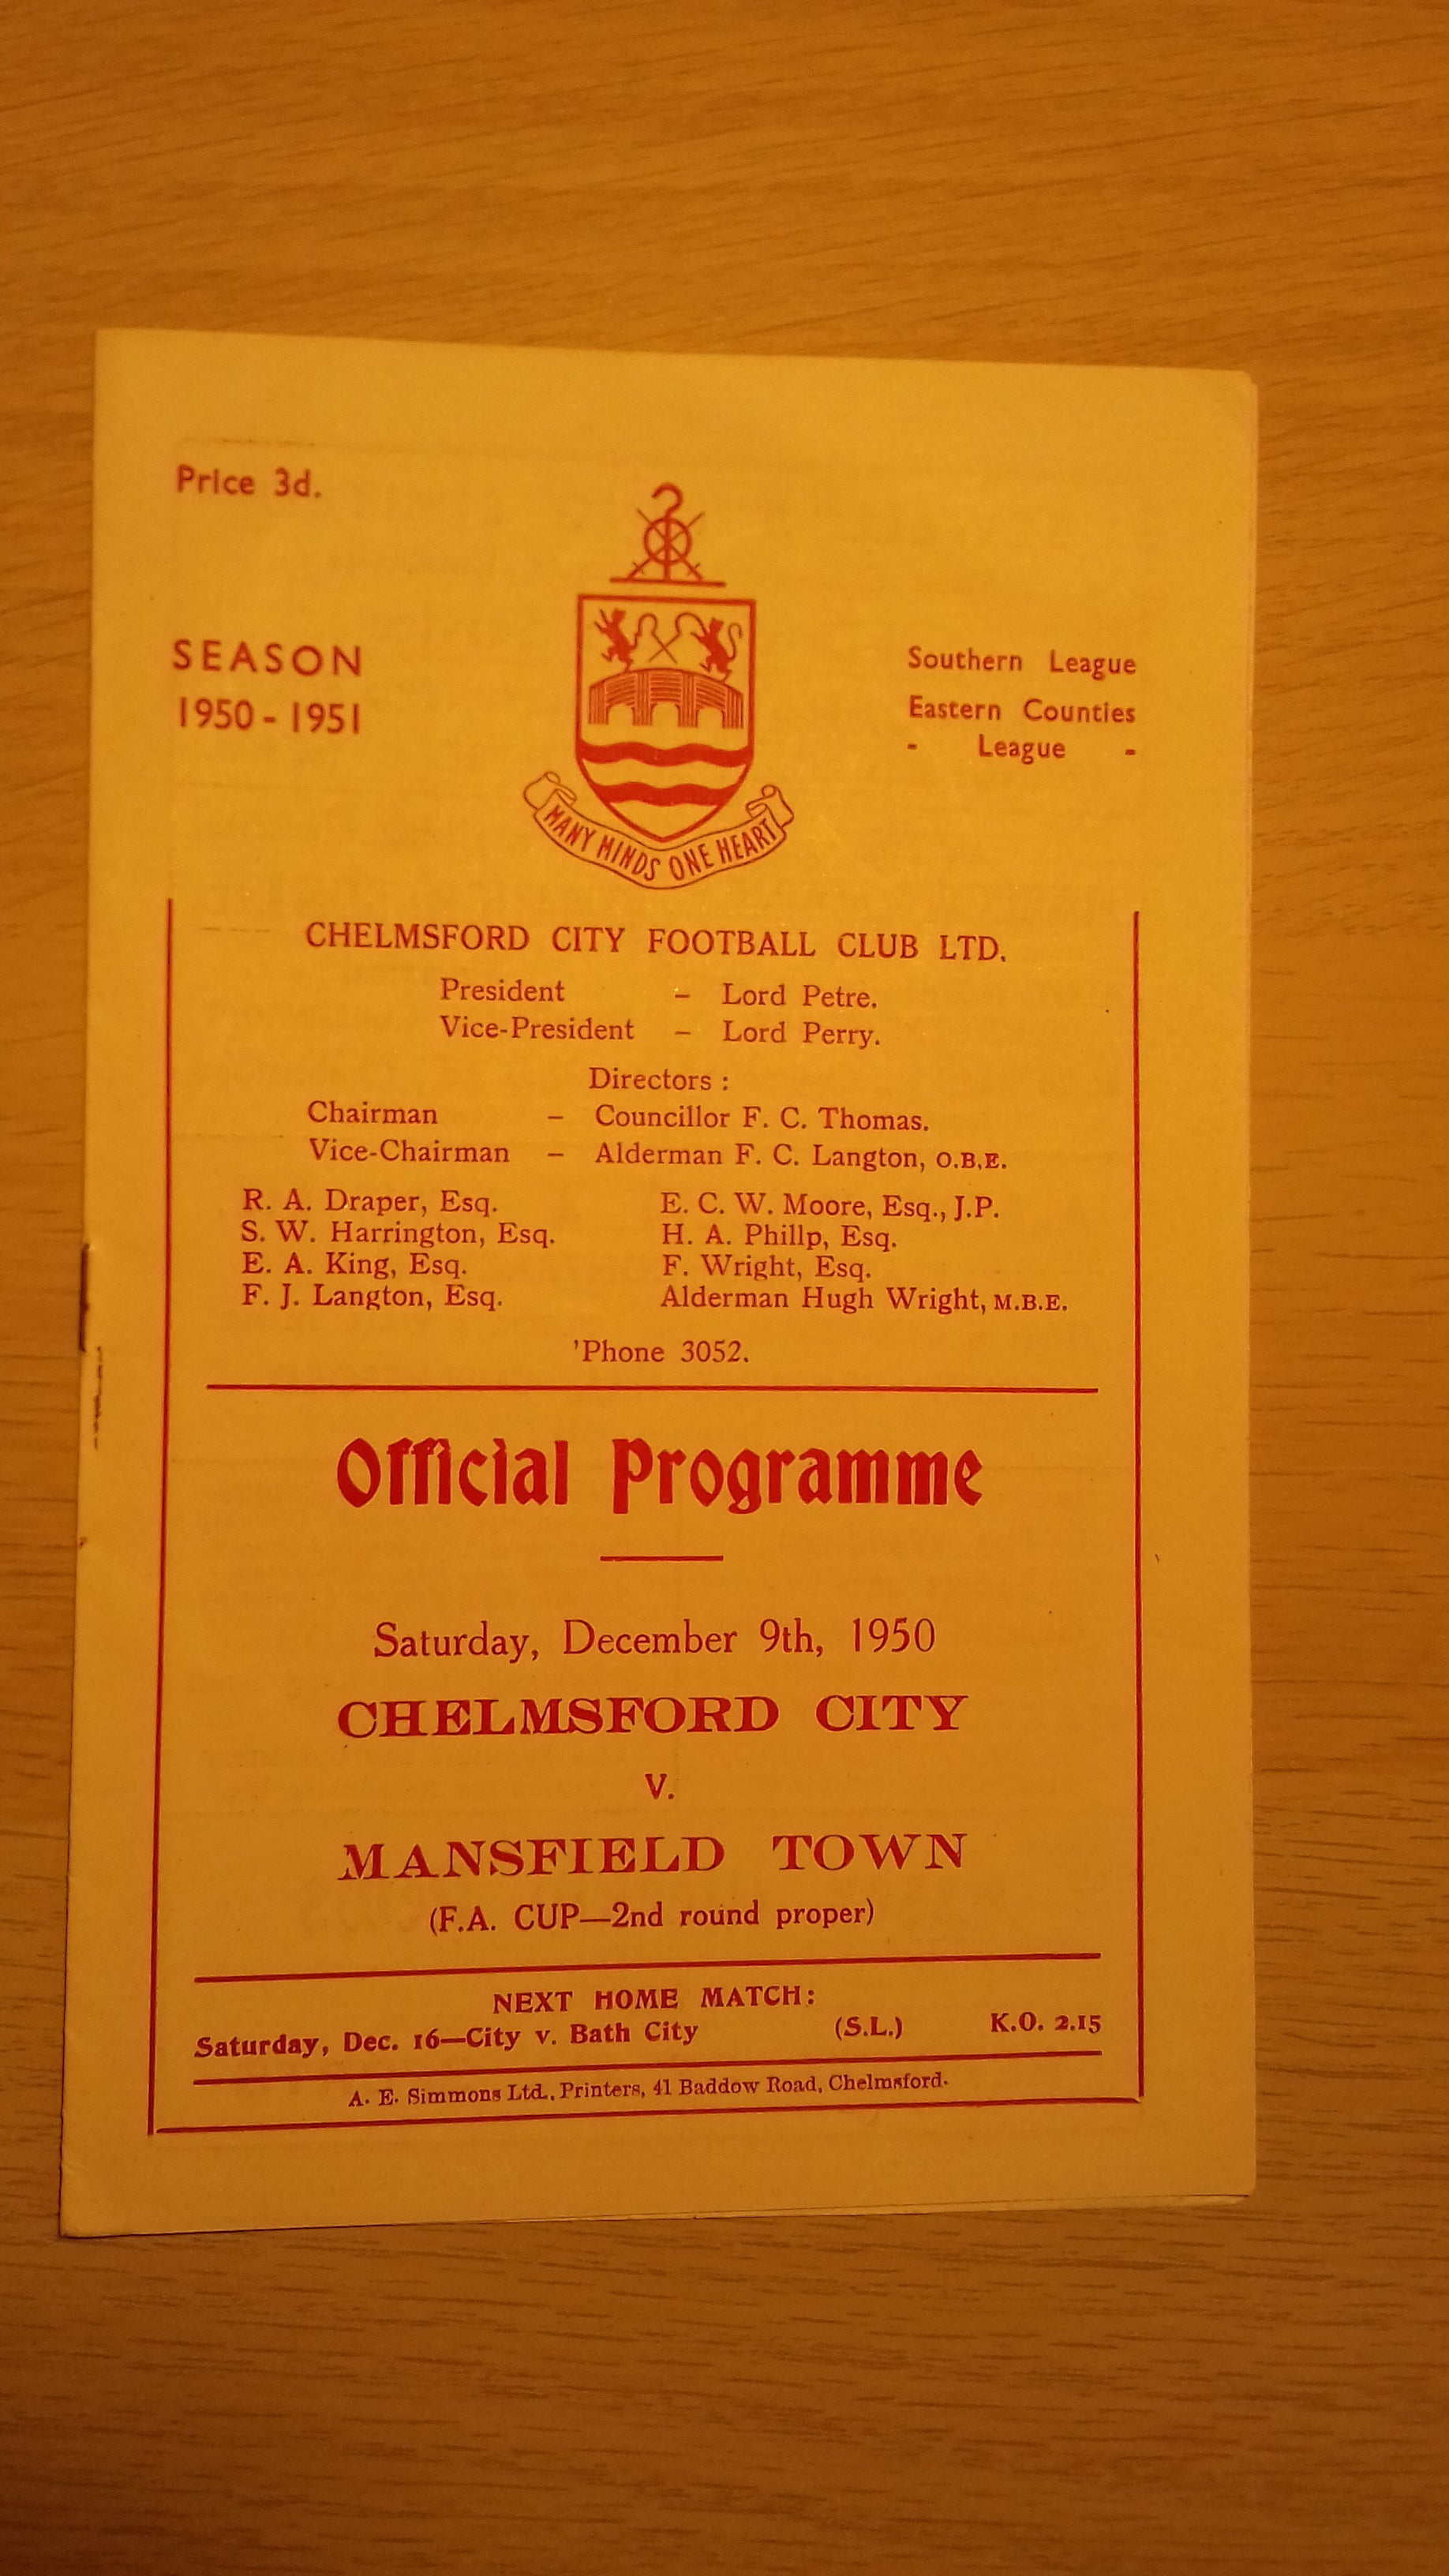 Price 3d.
SEASON
1950 - 1951
Southern League
Eastern Counties
- League -
MANY MINDS ONE HEART
CHELMSFORD CITY FOOTBALL CLUB LTD.
President – Lord Petre.
Vice-President – Lord Perry.
Directors :
Chairman – Councillor F. C. Thomas.
Vice-Chairman – Alderman F. C. Langton, O.B.E.
R. A. Draper, Esq. E. C. W. Moore, Esq., J.P.
S. W. Harrington, Esq. H. A. Phillp, Esq.
E. A. King, Esq. F. Wright, Esq.
F. J. Langton, Esq. Alderman Hugh Wright, M.B.E.
'Phone 3052.
Official Programme
Saturday, December 9th, 1950
CHELMSFORD CITY
v.
MANSFIELD TOWN
(F.A. CUP—2nd round proper)
NEXT HOME MATCH:
Saturday, Dec. 16—City v. Bath City (S.L.) K.O. 2.15
A. E. Simmons Ltd., Printers, 41 Baddow Road, Chelmsford.